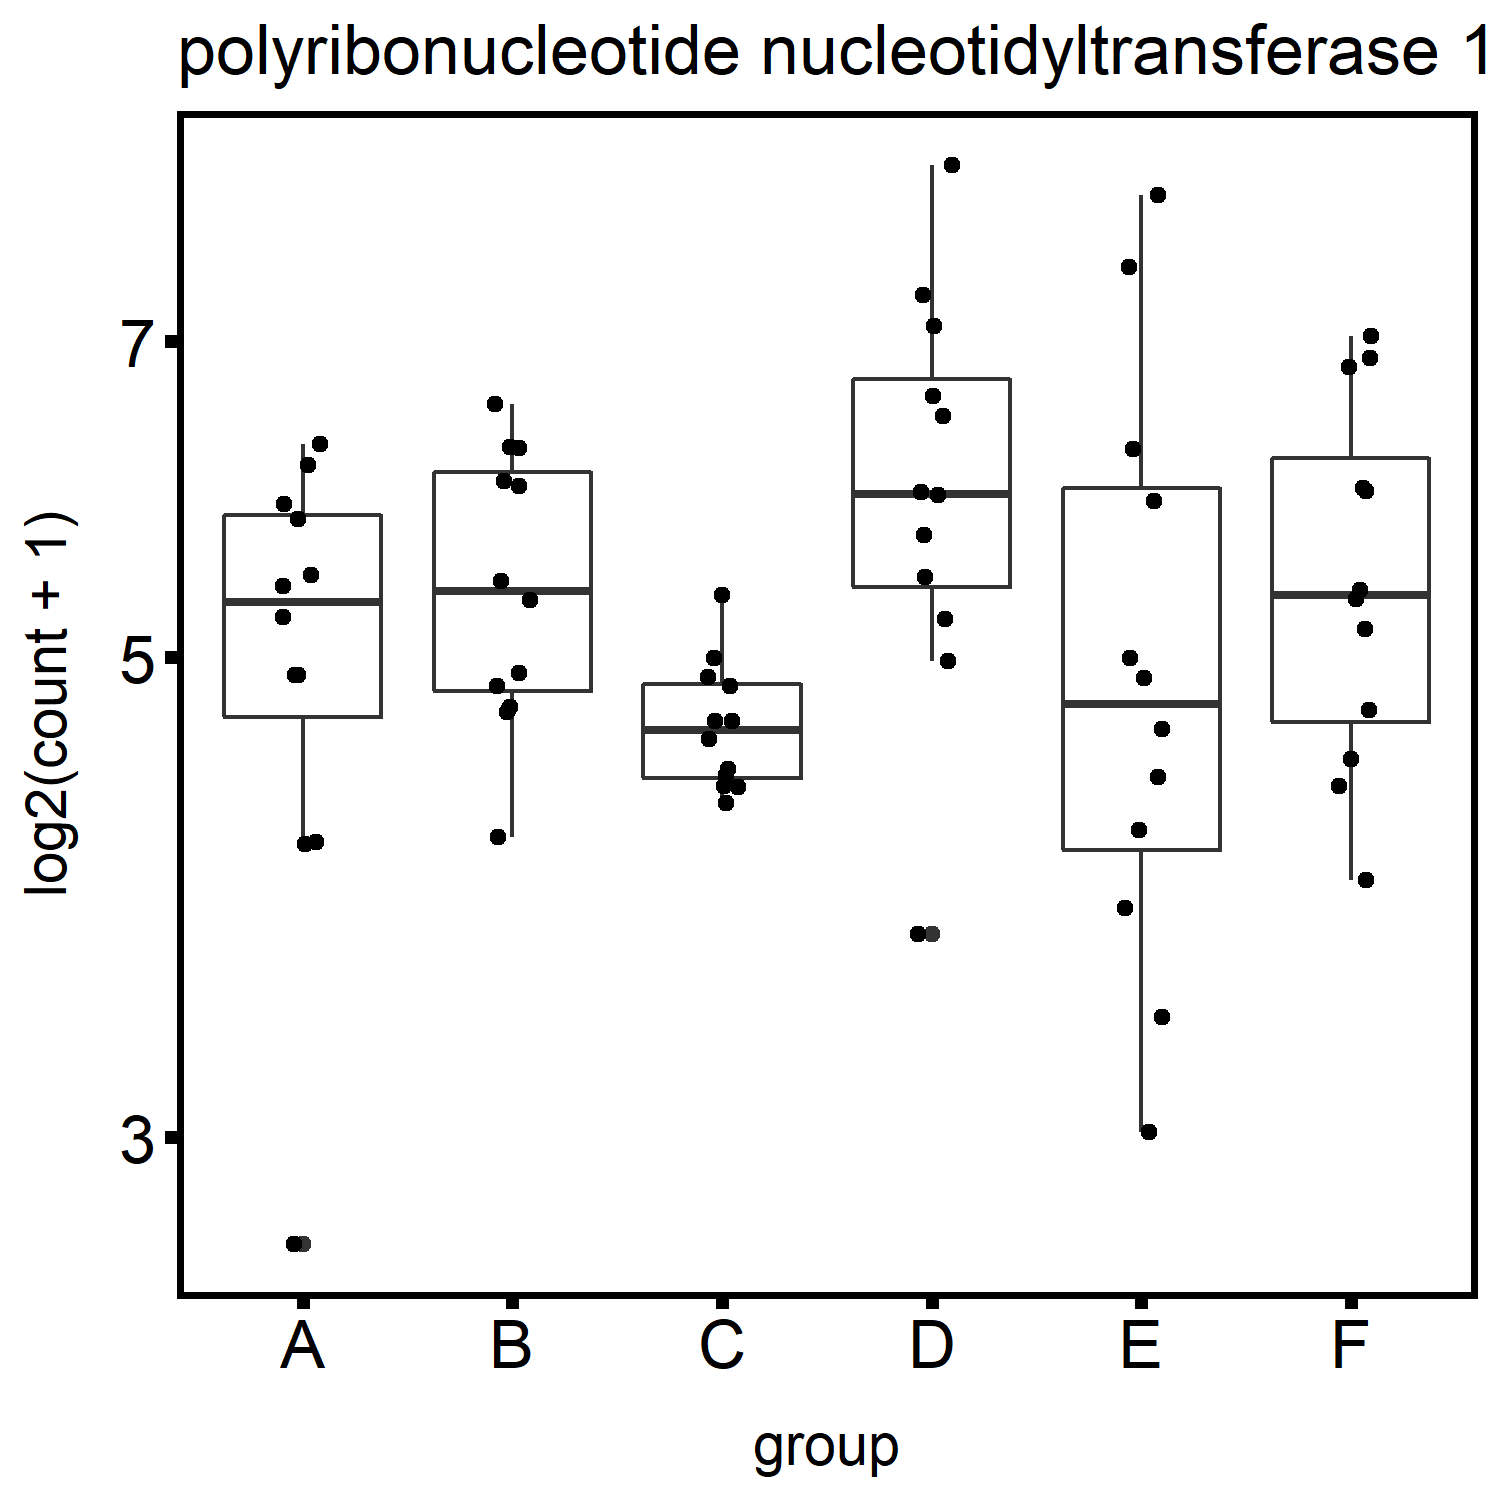 polyribonucleotide nucleotidyltransferase 1
log2(count + 1)
7
5
3
A B C D E F
group